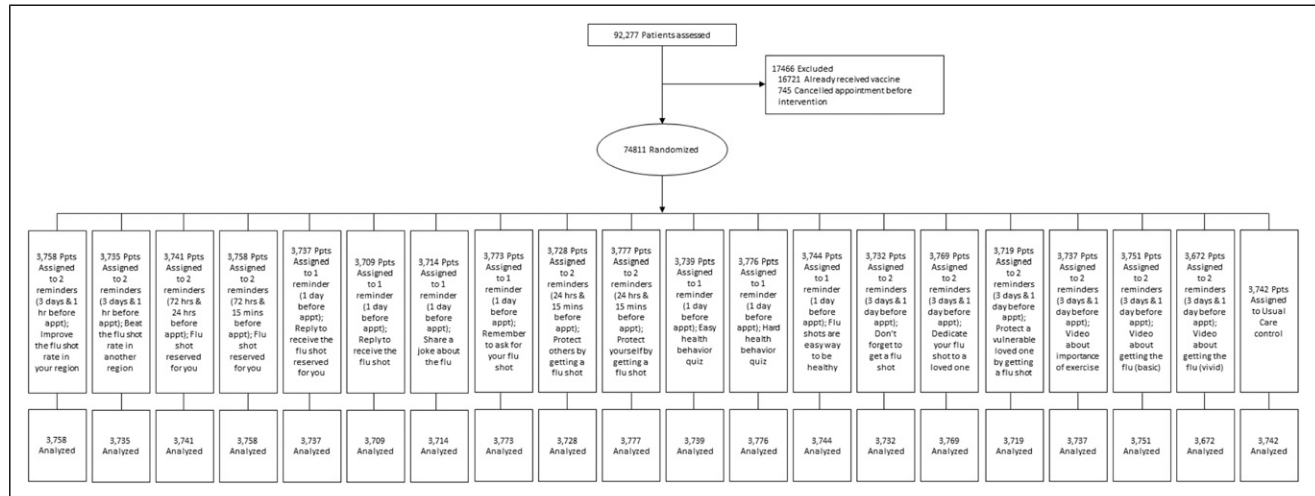 92,277 Patients assessed
17466 Excluded
16721 Already received vaccine
745 Cancelled appointment before
intervention
74811 Randomized
3,758 Ppts
Assigned
to 2
reminders
(3 days & 1
hr before
appt);
Improve
the flu shot
rate in
your region
3,735 Ppts
Assigned
to 2
reminders
(3 days & 1
hr before
appt); Beat
the flu shot
rate in
another
region
3,741 Ppts
Assigned
to 2
reminders
(72 hrs &
24 hrs
before
appt); Flu
shot
reserved
for you
3,758 Ppts
Assigned
to 2
reminders
(72 hrs &
15 mins
before
appt); Flu
shot
reserved
for you
3,737 Ppts
Assigned
to 1
reminder
(1 day
before
appt);
Reply to
receive the
flu shot
reserved
for you
3,709 Ppts
Assigned
to 1
reminder
(1 day
before
appt);
Reply to
receive the
flu shot
3,714 Ppts
Assigned
to 1
reminder
(1 day
before
appt);
Share a
joke about
the flu
3,773 Ppts
Assigned
to 1
reminder
(1 day
before
appt);
Remember
to ask for
your flu
shot
3,728 Ppts
Assigned
to 2
reminders
(24 hrs &
15 mins
before
appt);
Protect
others by
getting a
flu shot
3,777 Ppts
Assigned
to 2
reminders
(24 hrs &
15 mins
before
appt);
Protect
yourself by
getting a
flu shot
3,739 Ppts
Assigned
to 1
reminder
(1 day
before
appt); Easy
health
behavior
quiz
3,776 Ppts
Assigned
to 1
reminder
(1 day
before
appt); Hard
health
behavior
quiz
3,744 Ppts
Assigned
to 1
reminder
(1 day
before
appt); Flu
shots are
easy way
to be
healthy
3,732 Ppts
Assigned
to 2
reminders
(3 days & 1
day before
appt);
Don't
forget to
get a flu
shot
3,769 Ppts
Assigned
to 2
reminders
(3 days & 1
day before
appt);
Dedicate
your flu
shot to a
loved one
3,719 Ppts
Assigned
to 2
reminders
(3 days & 1
day before
appt);
Protect a
vulnerable
loved one
by getting
a flu shot
3,737 Ppts
Assigned
to 2
reminders
(3 days & 1
day before
appt);
Video
about
importance
of exercise
3,751 Ppts
Assigned
to 2
reminders
(3 days & 1
day before
appt);
Video
about
getting the
flu (basic)
3,672 Ppts
Assigned
to 2
reminders
(3 days & 1
day before
appt);
Video
about
getting the
flu (vivid)
3,742 Ppts
Assigned
to Usual
Care
control
3,758
Analyzed
3,735
Analyzed
3,741
Analyzed
3,758
Analyzed
3,737
Analyzed
3,709
Analyzed
3,714
Analyzed
3,773
Analyzed
3,728
Analyzed
3,777
Analyzed
3,739
Analyzed
3,776
Analyzed
3,744
Analyzed
3,732
Analyzed
3,769
Analyzed
3,719
Analyzed
3,737
Analyzed
3,751
Analyzed
3,672
Analyzed
3,742
Analyzed